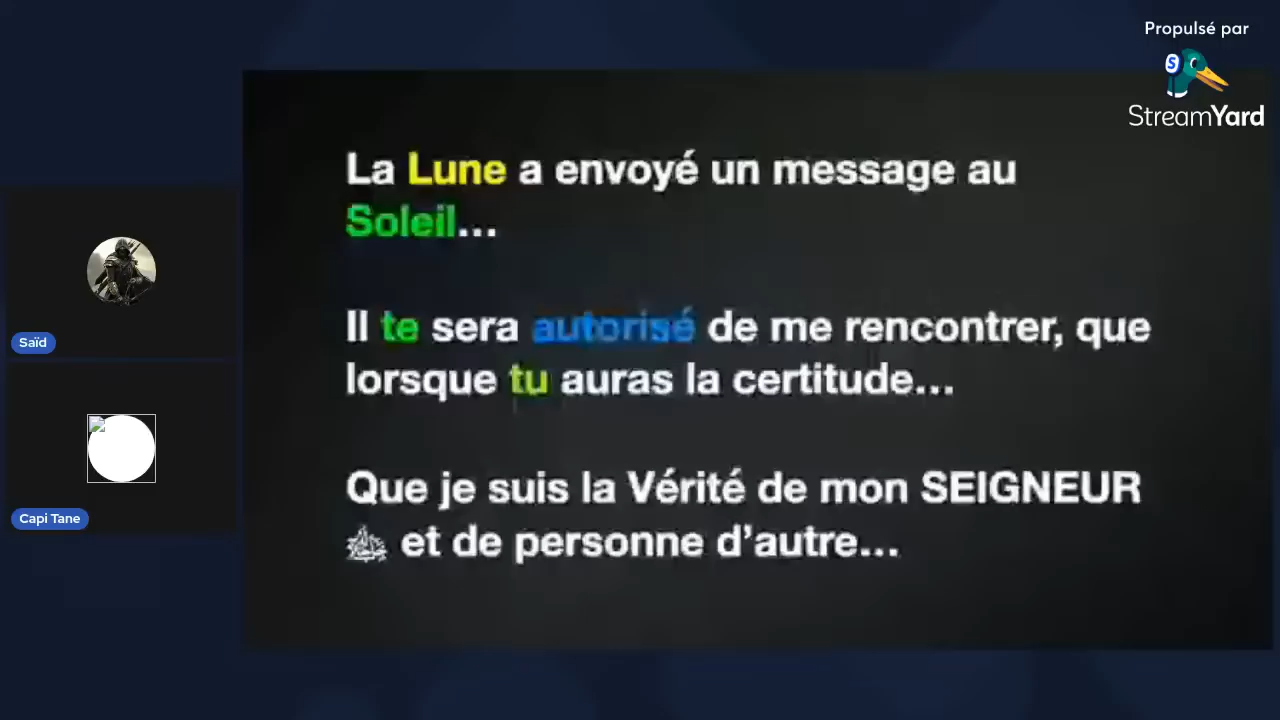 Propulsé par
StreamYard
La Lune a envoyé un message au
Soleil...
Il te sera autorisé de me rencontrer, que
lorsque tu auras la certitude...
Que je suis la Vérité de mon SEIGNEUR
et de personne d’autre...
Saïd
Capi Tane